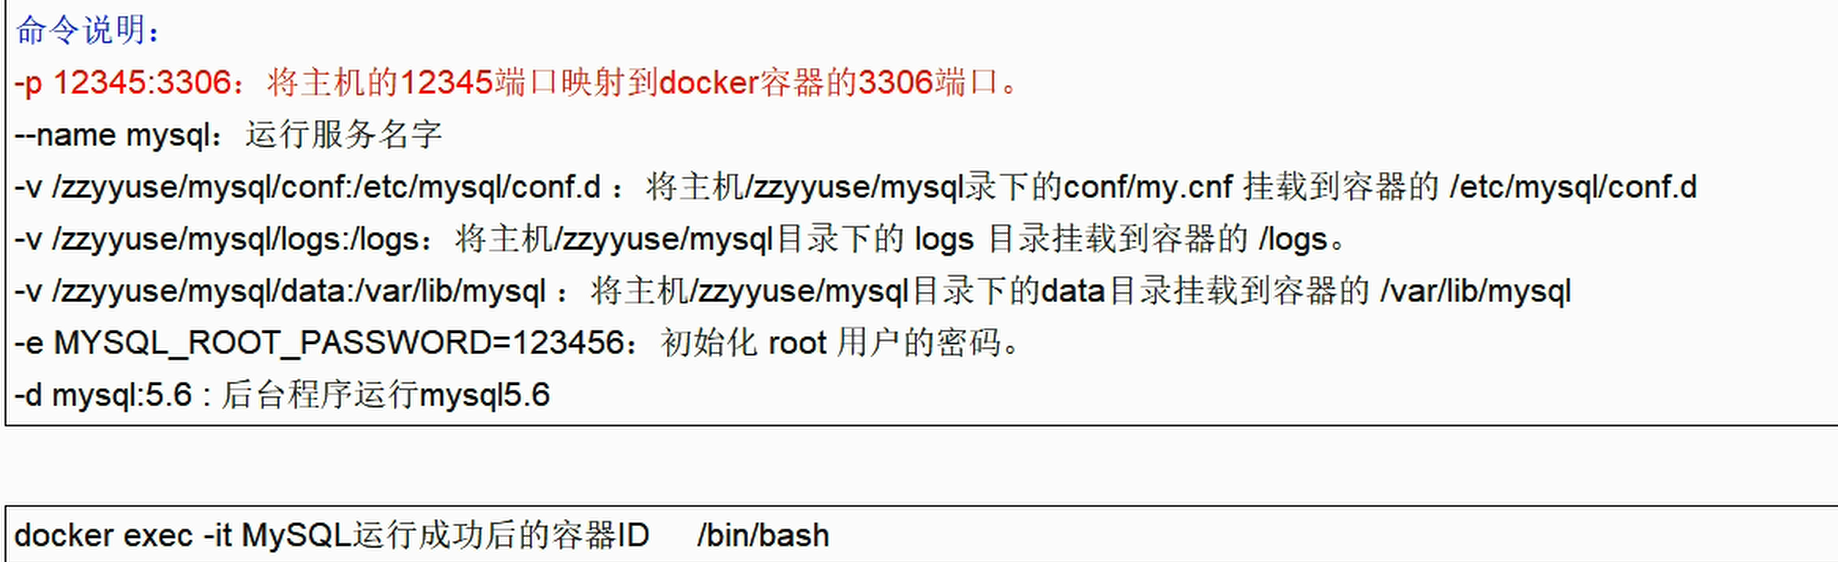 命令说明：
-p 12345:3306：将主机的12345端口映射到docker容器的3306端口。
--name mysql：运行服务名字
-v /zzyyuse/mysql/conf:/etc/mysql/conf.d ：将主机/zzyyuse/mysql录下的conf/my.cnf 挂载到容器的 /etc/mysql/conf.d
-v /zzyyuse/mysql/logs:/logs：将主机/zzyyuse/mysql目录下的 logs 目录挂载到容器的 /logs。
-v /zzyyuse/mysql/data:/var/lib/mysql ：将主机/zzyyuse/mysql目录下的data目录挂载到容器的 /var/lib/mysql
-e MYSQL_ROOT_PASSWORD=123456：初始化 root 用户的密码。
-d mysql:5.6 : 后台程序运行mysql5.6
docker exec -it MySQL运行成功后的容器ID /bin/bash